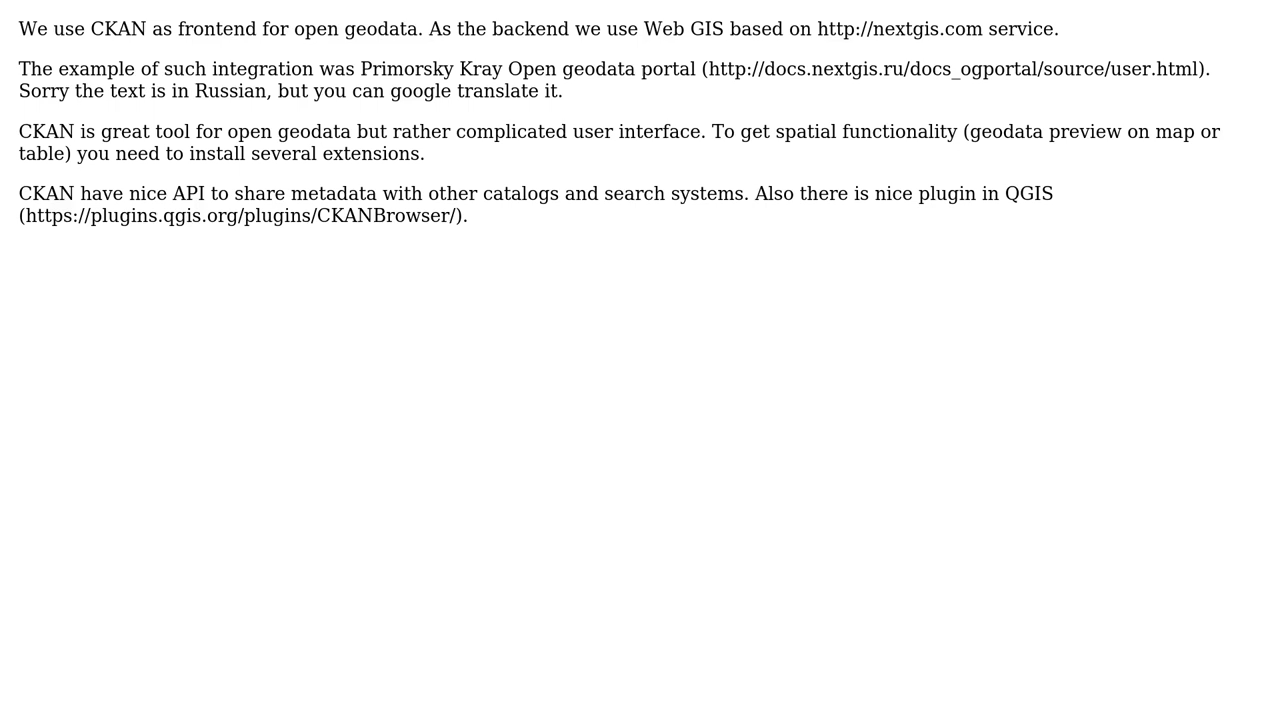 We use CKAN as frontend for open geodata. As the backend we use Web GIS based on http://nextgis.com service.
The example of such integration was Primorsky Kray Open geodata portal (http://docs.nextgis.ru/docs_ogportal/source/user.html).
Sorry the text is in Russian, but you can google translate it.
CKAN is great tool for open geodata but rather complicated user interface. To get spatial functionality (geodata preview on map or
table) you need to install several extensions.
CKAN have nice API to share metadata with other catalogs and search systems. Also there is nice plugin in QGIS
(https://plugins.qgis.org/plugins/CKANBrowser/).